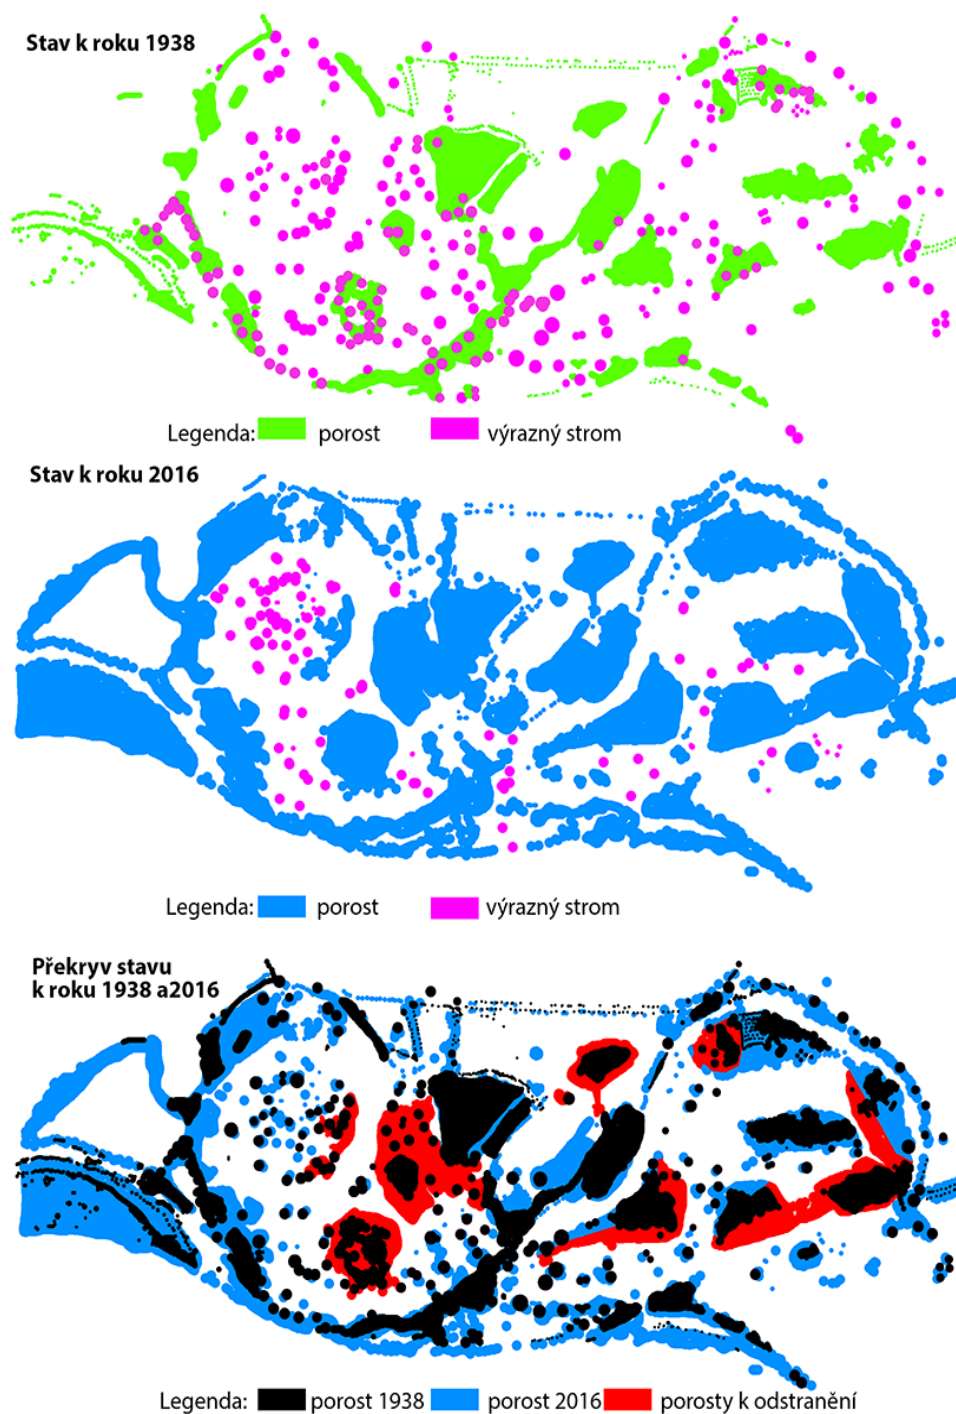 Stav k roku 1938
Legenda: porost výrazný strom
Stav k roku 2016
Legenda: porost výrazný strom
Překryv stavu
k roku 1938 a2016
Legenda: porost 1938 porost 2016 porosty k odstranění